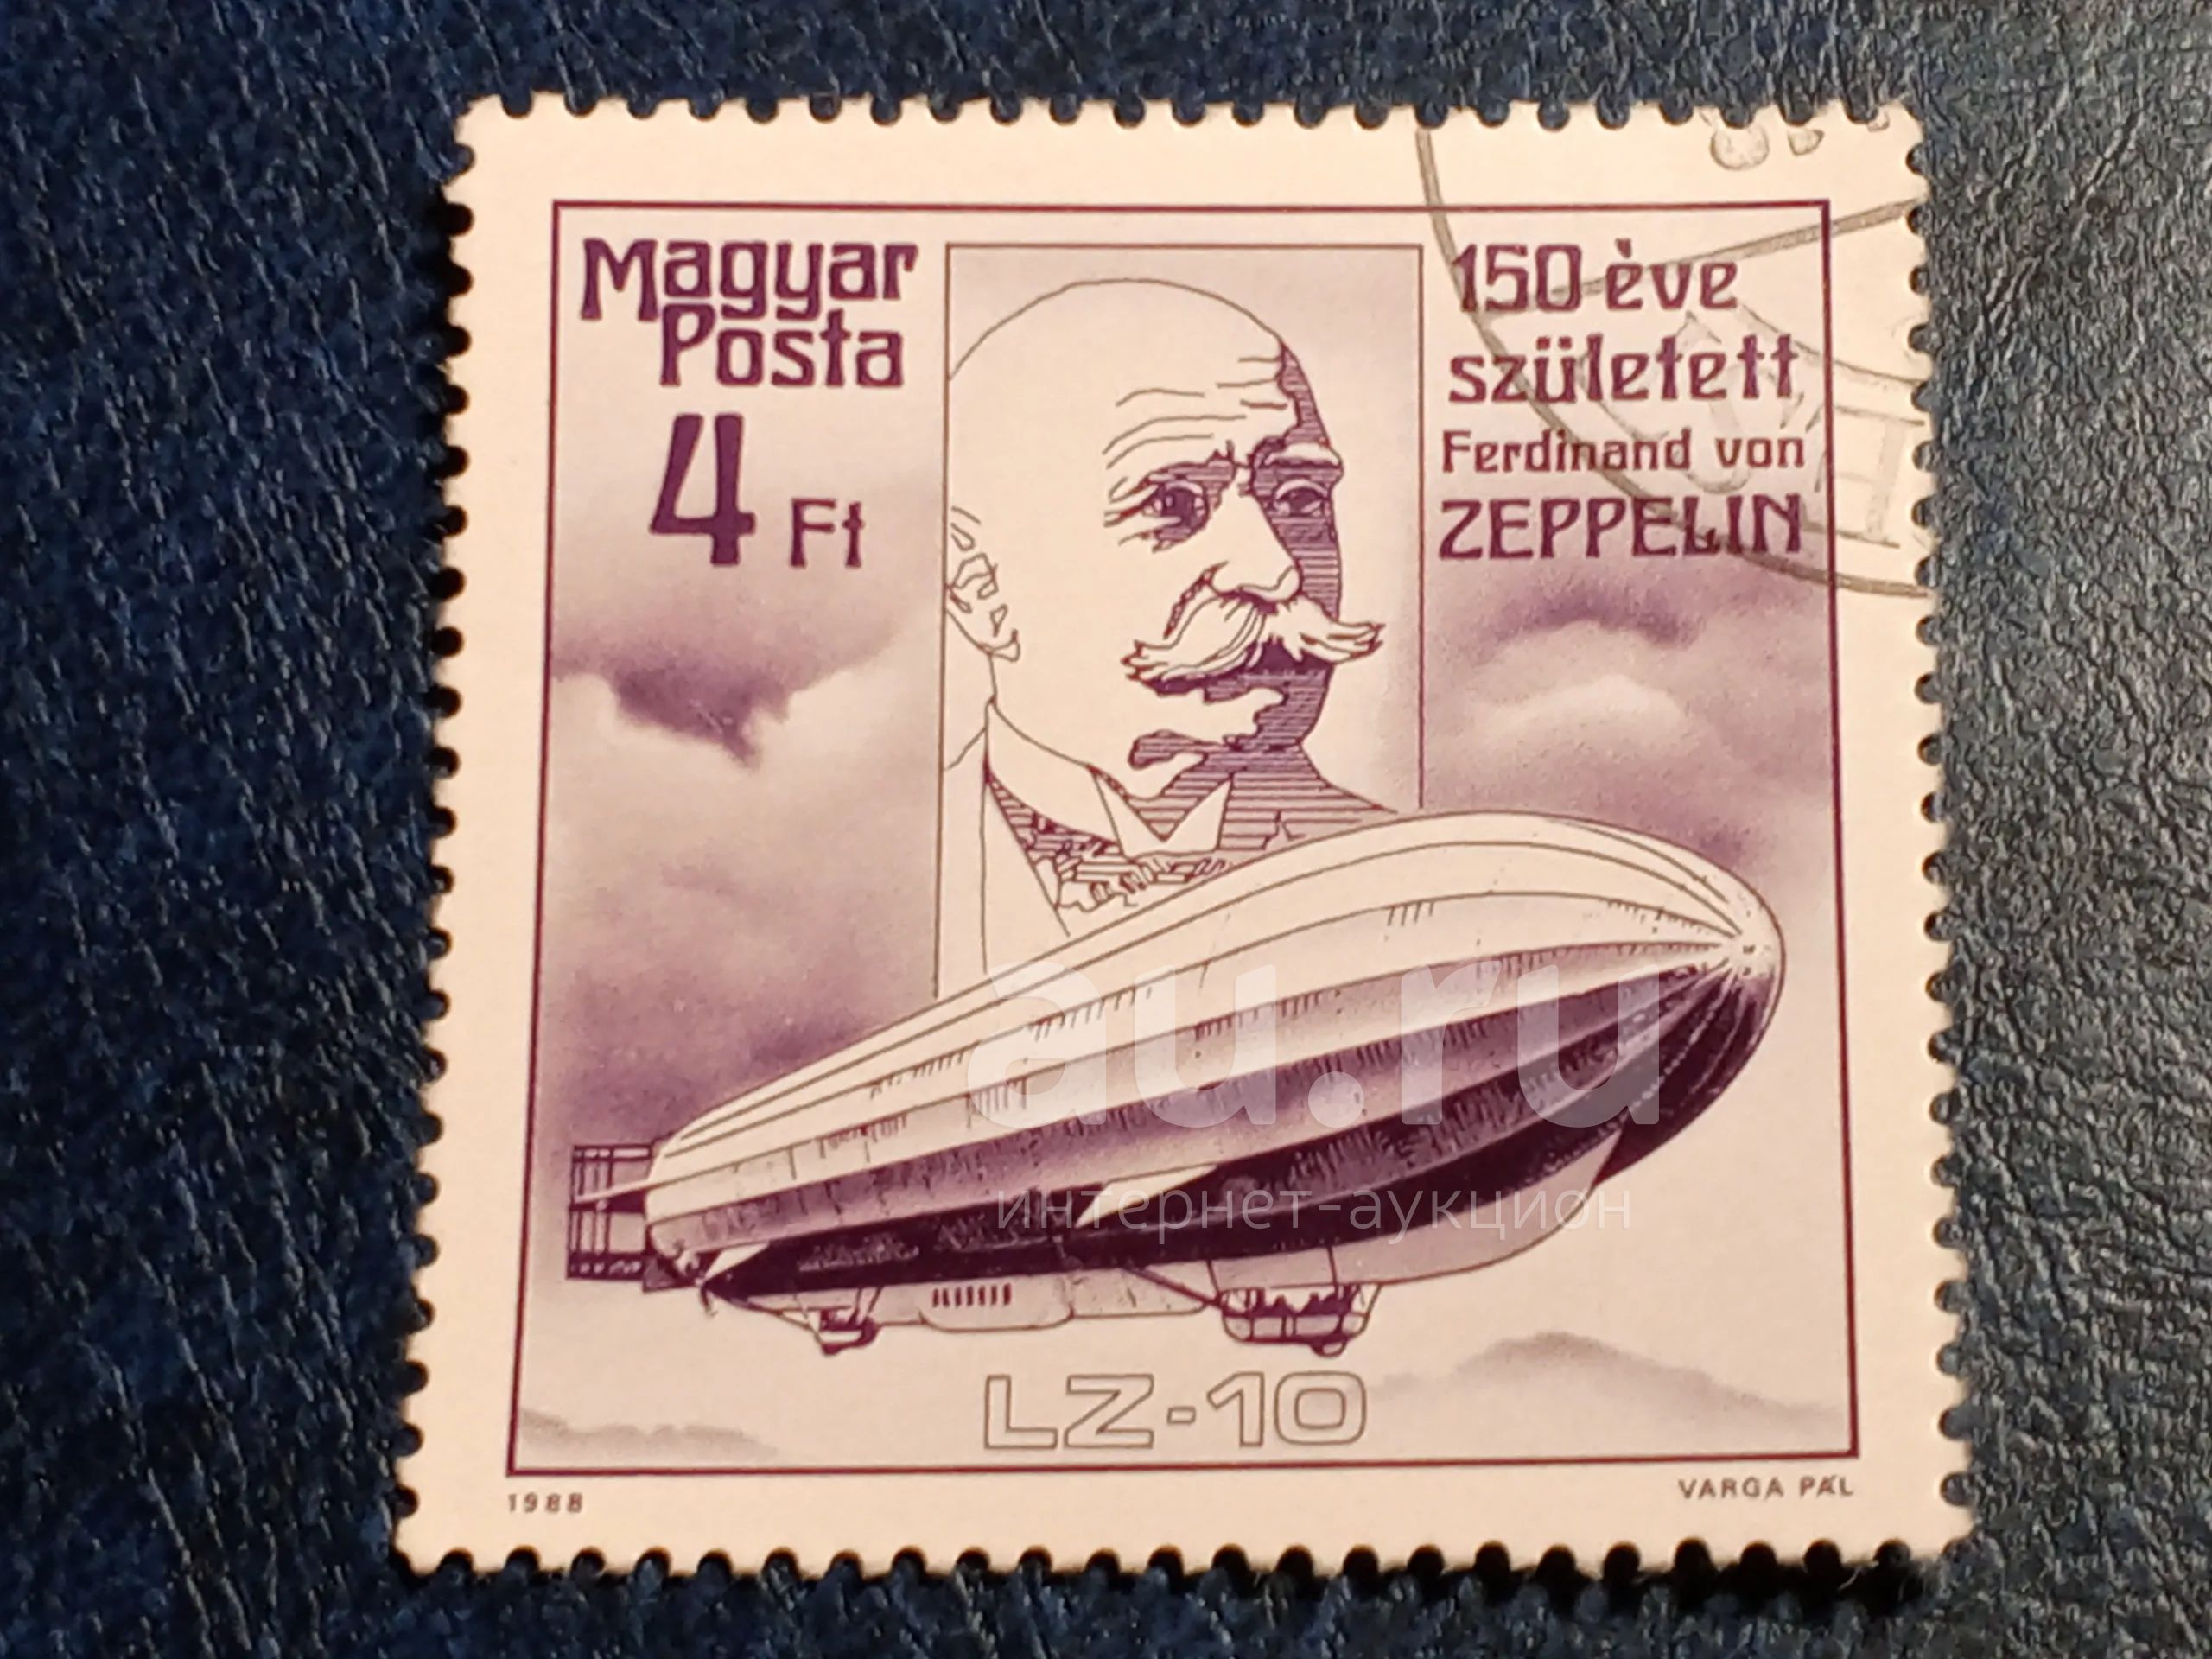 Magyar
Posta
4 Ft
150 éve
született
Ferdinand von
ZEPPELIN
au.ru
интернет-аукцион
LZ-10
1988
VARGA PÁL